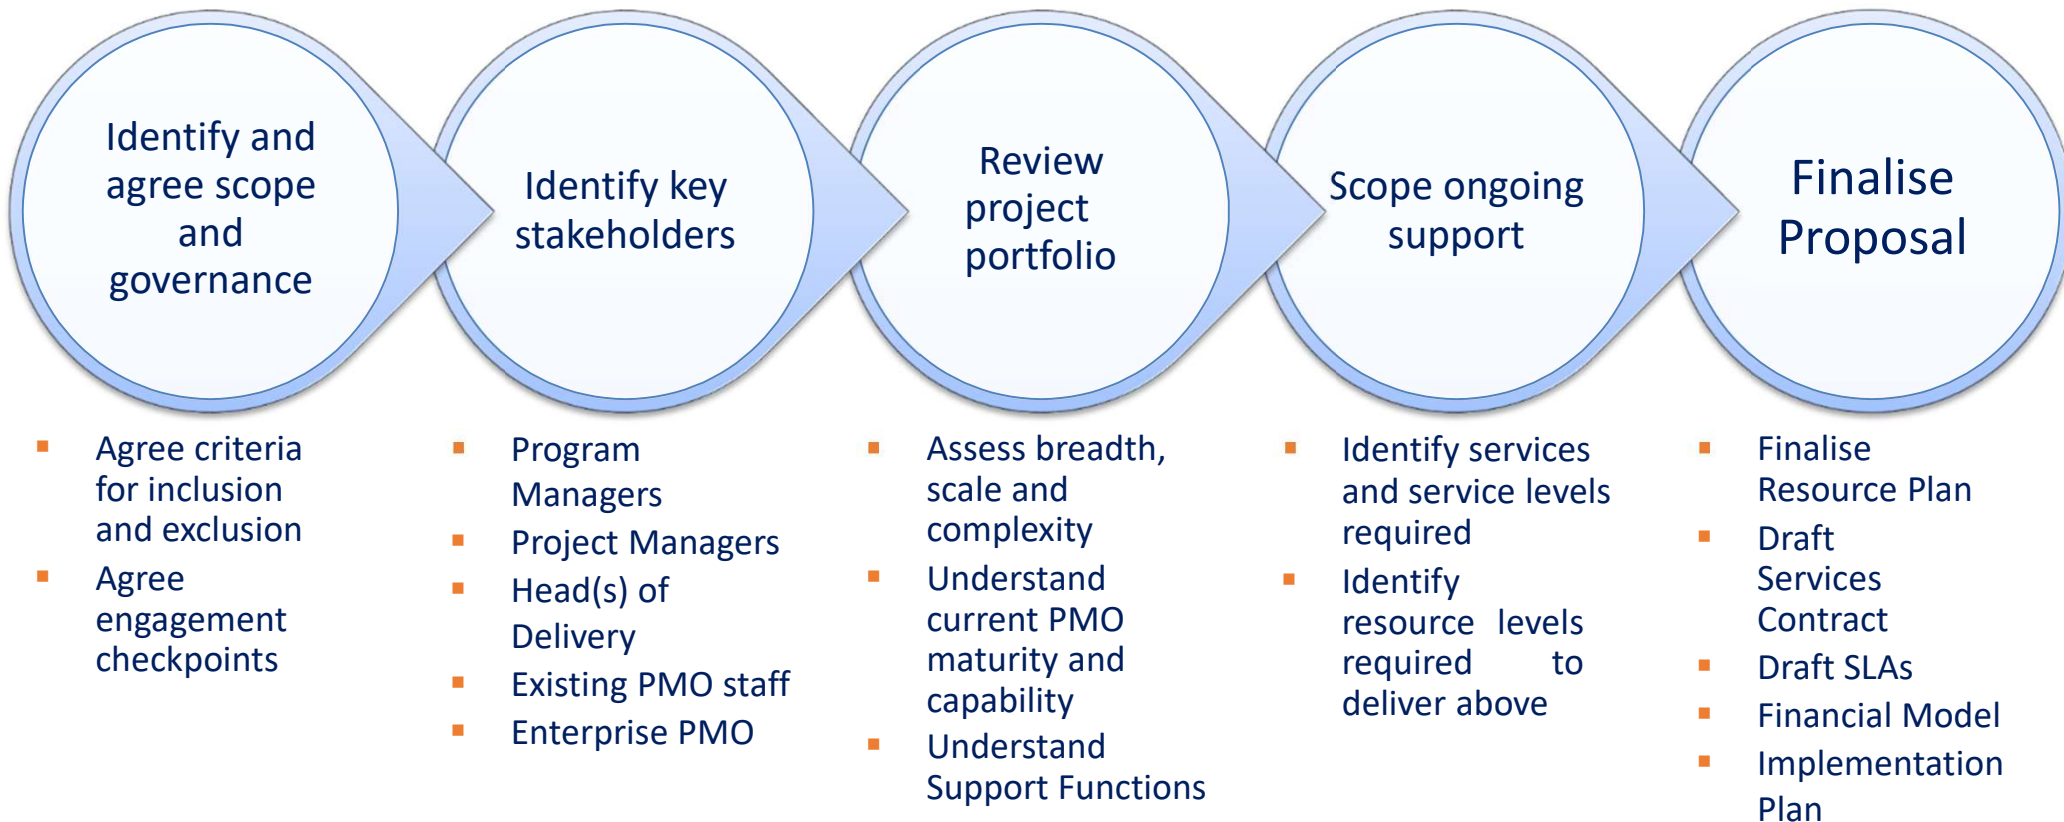 Identify and
agree scope
and
governance
Identify key
stakeholders
Review
project
portfolio
Scope ongoing
support
Finalise
Proposal
▪ Agree criteria
for inclusion
and exclusion
▪ Agree
engagement
checkpoints
▪ Program
Managers
▪ Project Managers
▪ Head(s) of
Delivery
▪ Existing PMO staff
▪ Enterprise PMO
▪ Assess breadth,
scale and
complexity
▪ Understand
current PMO
maturity and
capability
▪ Understand
Support Functions
▪ Identify services
and service levels
required
▪ Identify
resource levels
required to
deliver above
▪ Finalise
Resource Plan
▪ Draft
Services
Contract
▪ Draft SLAs
▪ Financial Model
▪ Implementation
Plan